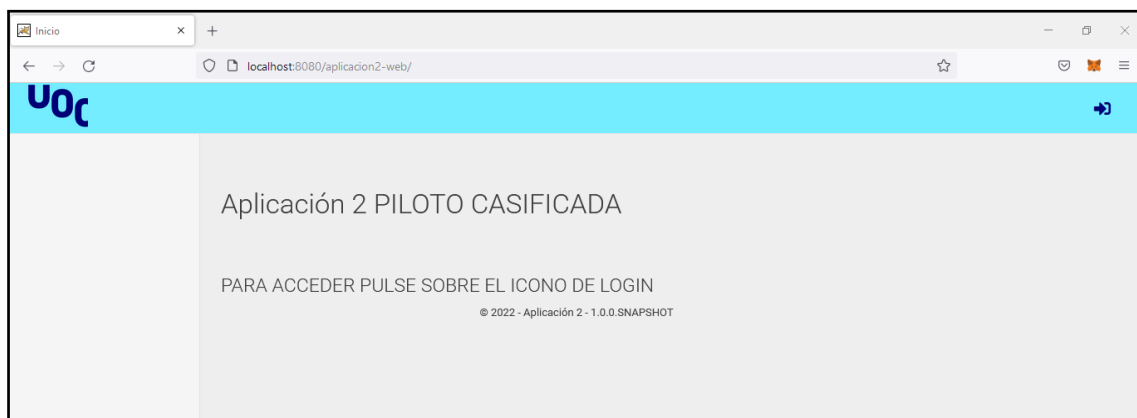 Inicio
localhost:8080/aplicacion2-web/
UOC
Aplicación 2 PILOTO CASIFICADA
PARA ACCEDER PULSE SOBRE EL ICONO DE LOGIN
© 2022 - Aplicación 2 - 1.0.0.SNAPSHOT